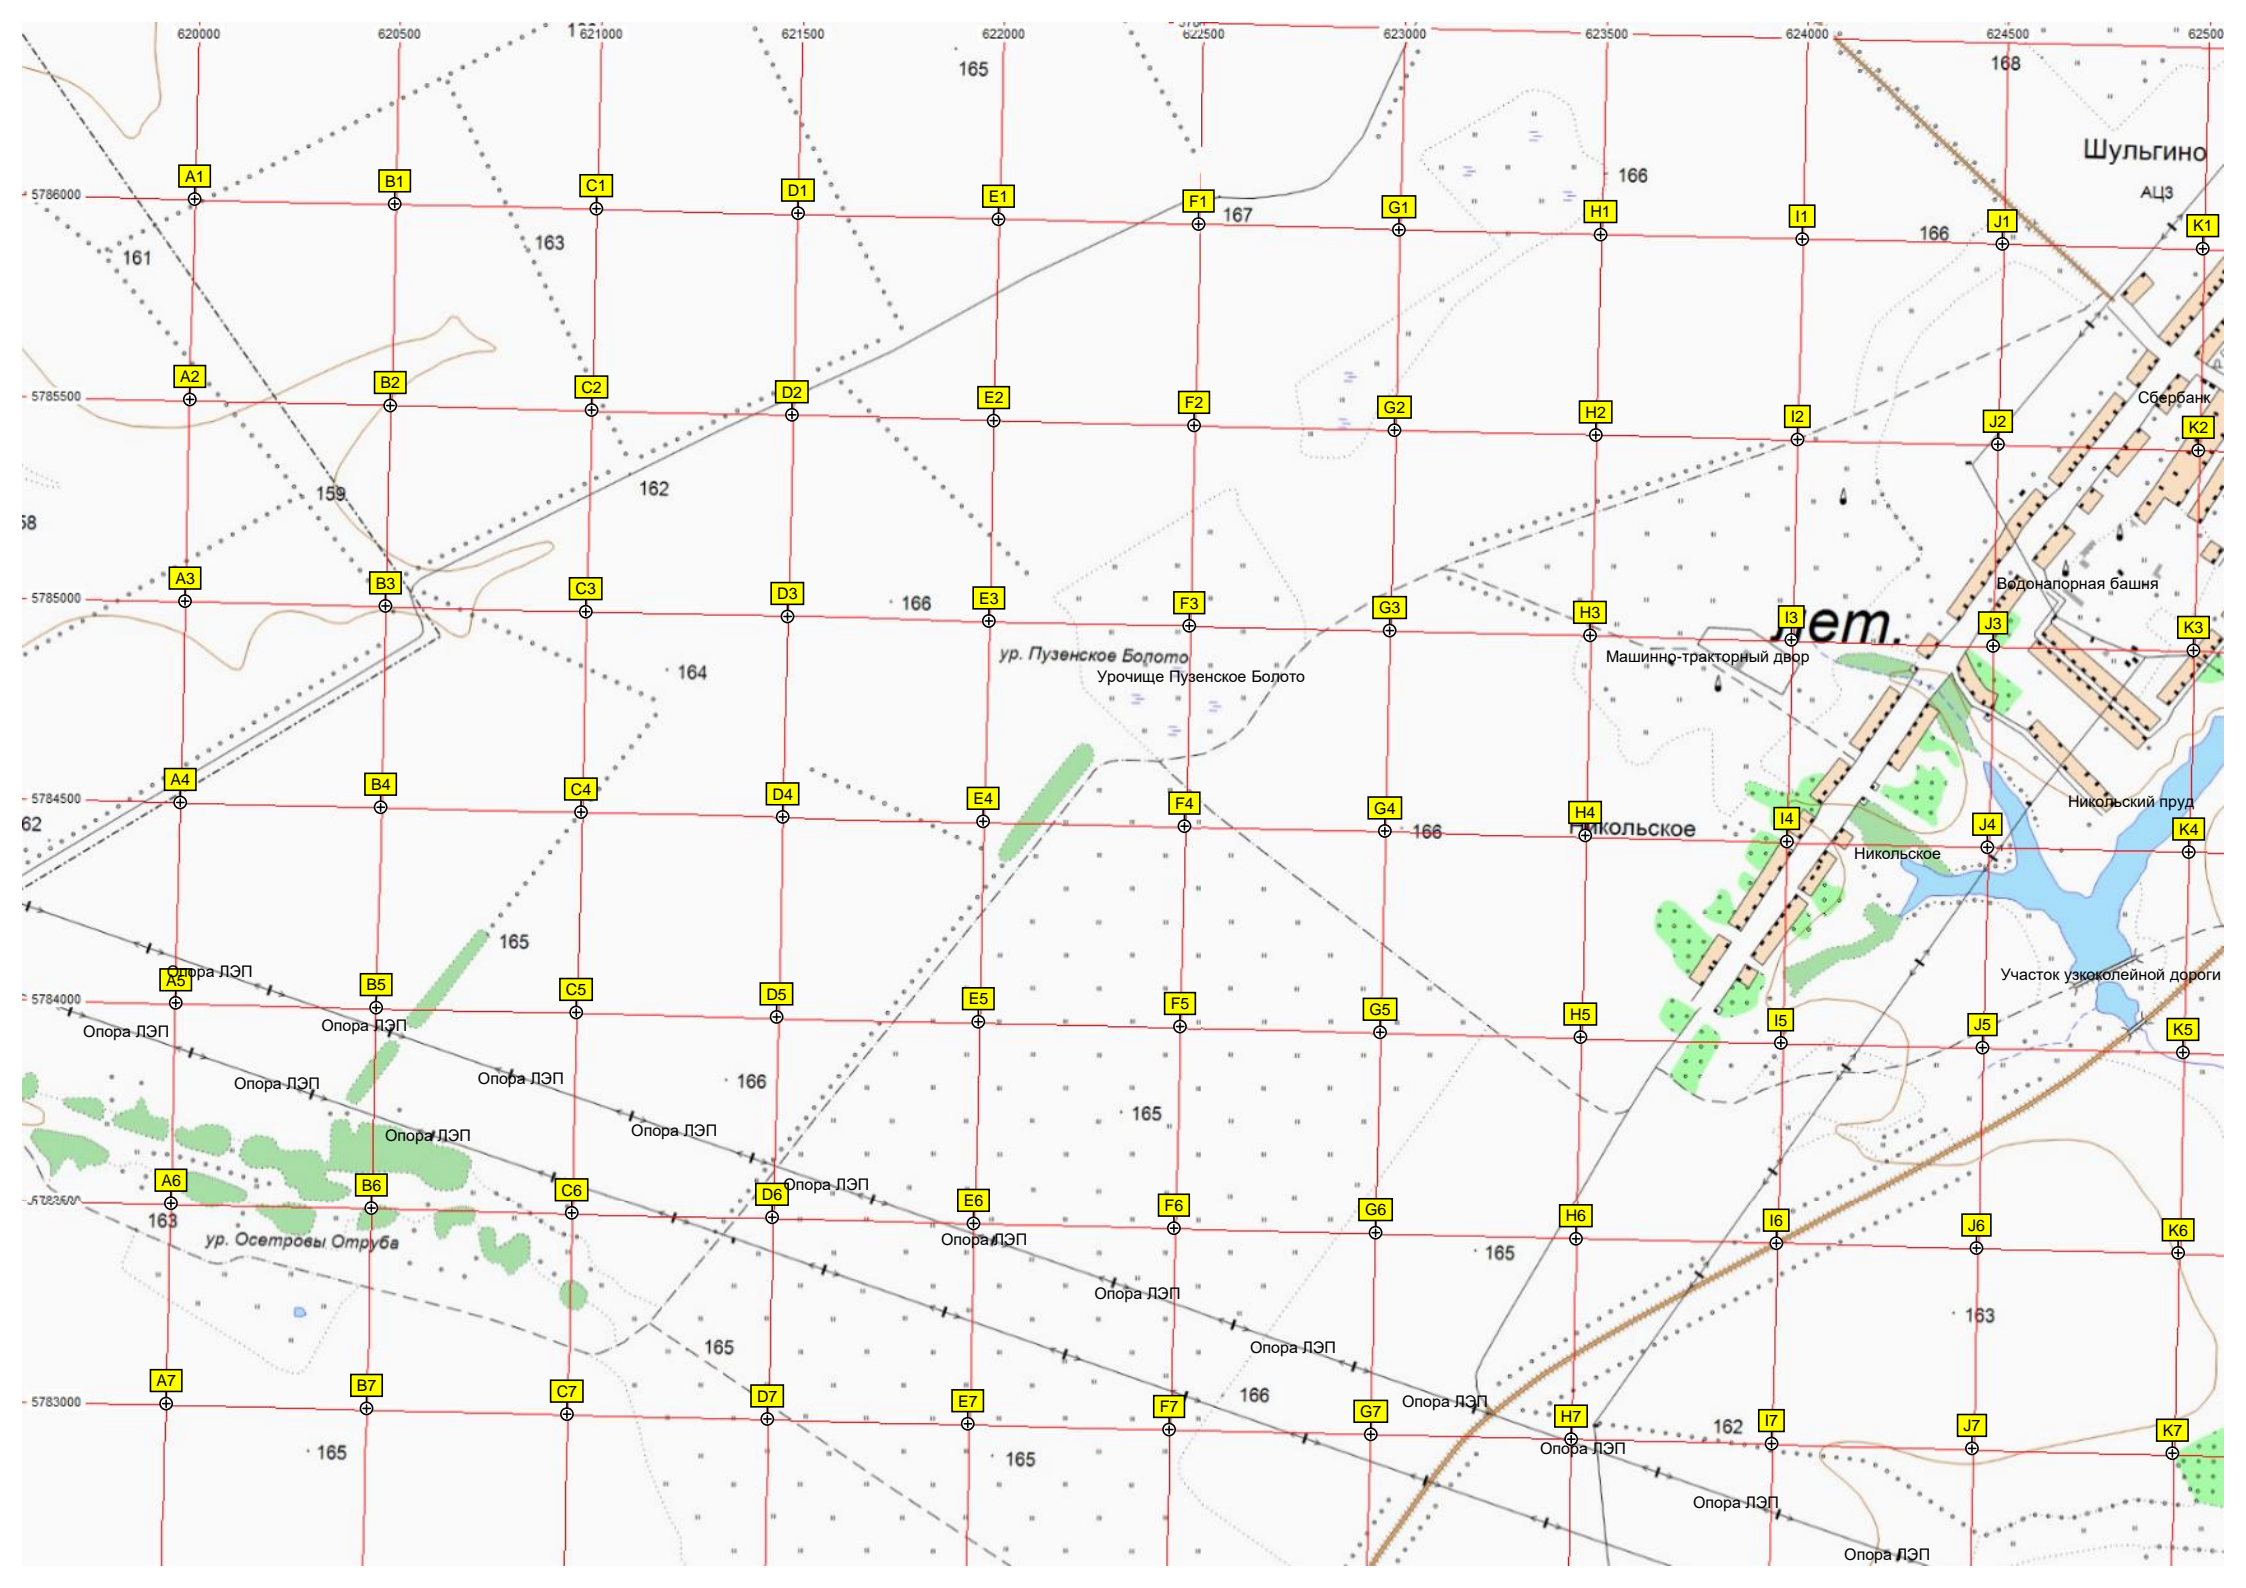 620000 620500 621000 621500 622000 622500 623000 623500 624000 624500 62500
165
168
Шульгино
АЦЗ
166
A1 B1 C1 D1 E1 F1 G1 H1 I1 J1 K1
5786000
167
166
163
161
A2 B2 C2 D2 E2 F2 G2 H2 I2 J2 K2
5785500
Сбербанк
162
159
58
A3 B3 C3 D3 E3 F3 G3 H3 I3 J3 K3
5785000
166
Водонапорная башня
лет.
ур. Пузенское Болото
Урочище Пузенское Болото
Машинно-тракторный двор
164
A4 B4 C4 D4 E4 F4 G4 H4 I4 J4 K4
5784500
62
166
Никольское
Никольский пруд
Никольское
165
Опора ЛЭП
Участок узкоколейной дороги
A5 B5 C5 D5 E5 F5 G5 H5 I5 J5 K5
5784000
Опора ЛЭП
Опора ЛЭП
Опора ЛЭП
Опора ЛЭП
166
165
Опора ЛЭП
Опора ЛЭП
Опора ЛЭП
A6 B6 C6 D6 E6 F6 G6 H6 I6 J6 K6
5783500
163
ур. Осетровы Отруба
Опора ЛЭП
165
Опора ЛЭП
163
165
Опора ЛЭП
166
Опора ЛЭП
A7 B7 C7 D7 E7 F7 G7 H7 I7 J7 K7
5783000
162
165
165
Опора ЛЭП
Опора ЛЭП
Опора ЛЭП